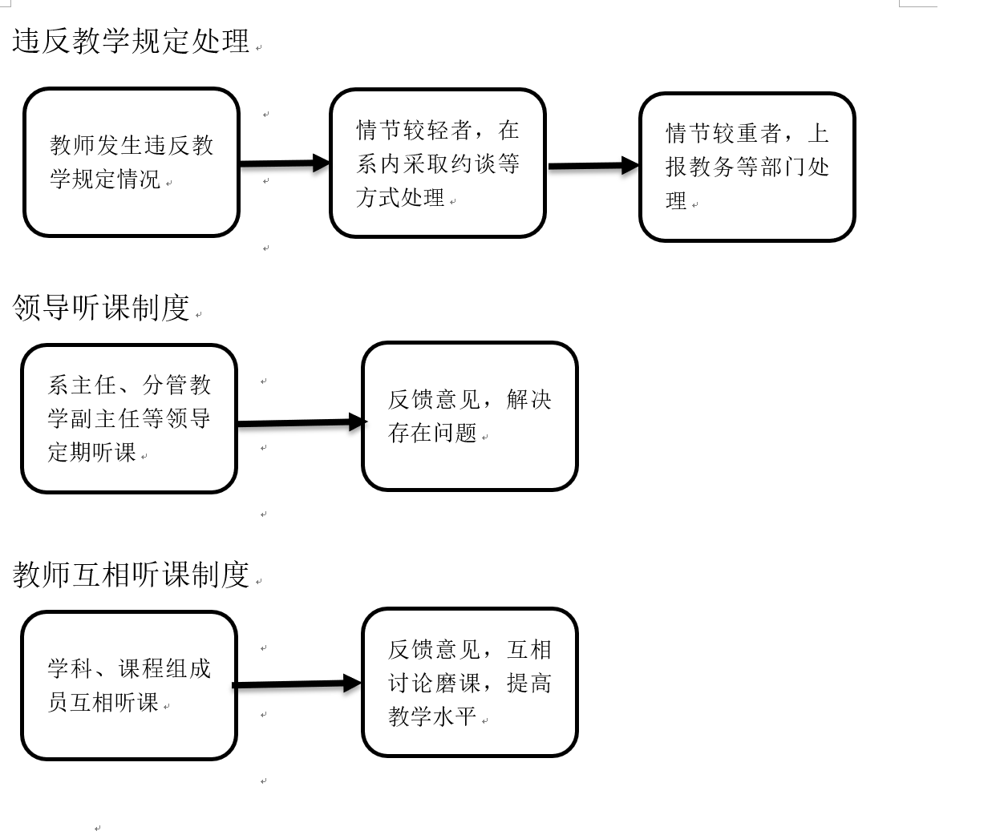 违反教学规定处理
教师发生违反教
学规定情况
情节较轻者，在
系内采取约谈等
方式处理
情节较重者，上
报教务等部门处
理
领导听课制度
系主任、分管教
学副主任等领导
定期听课
反馈意见，解决
存在问题
教师互相听课制度
学科、课程组成
员互相听课
反馈意见，互相
讨论磨课，提高
教学水平